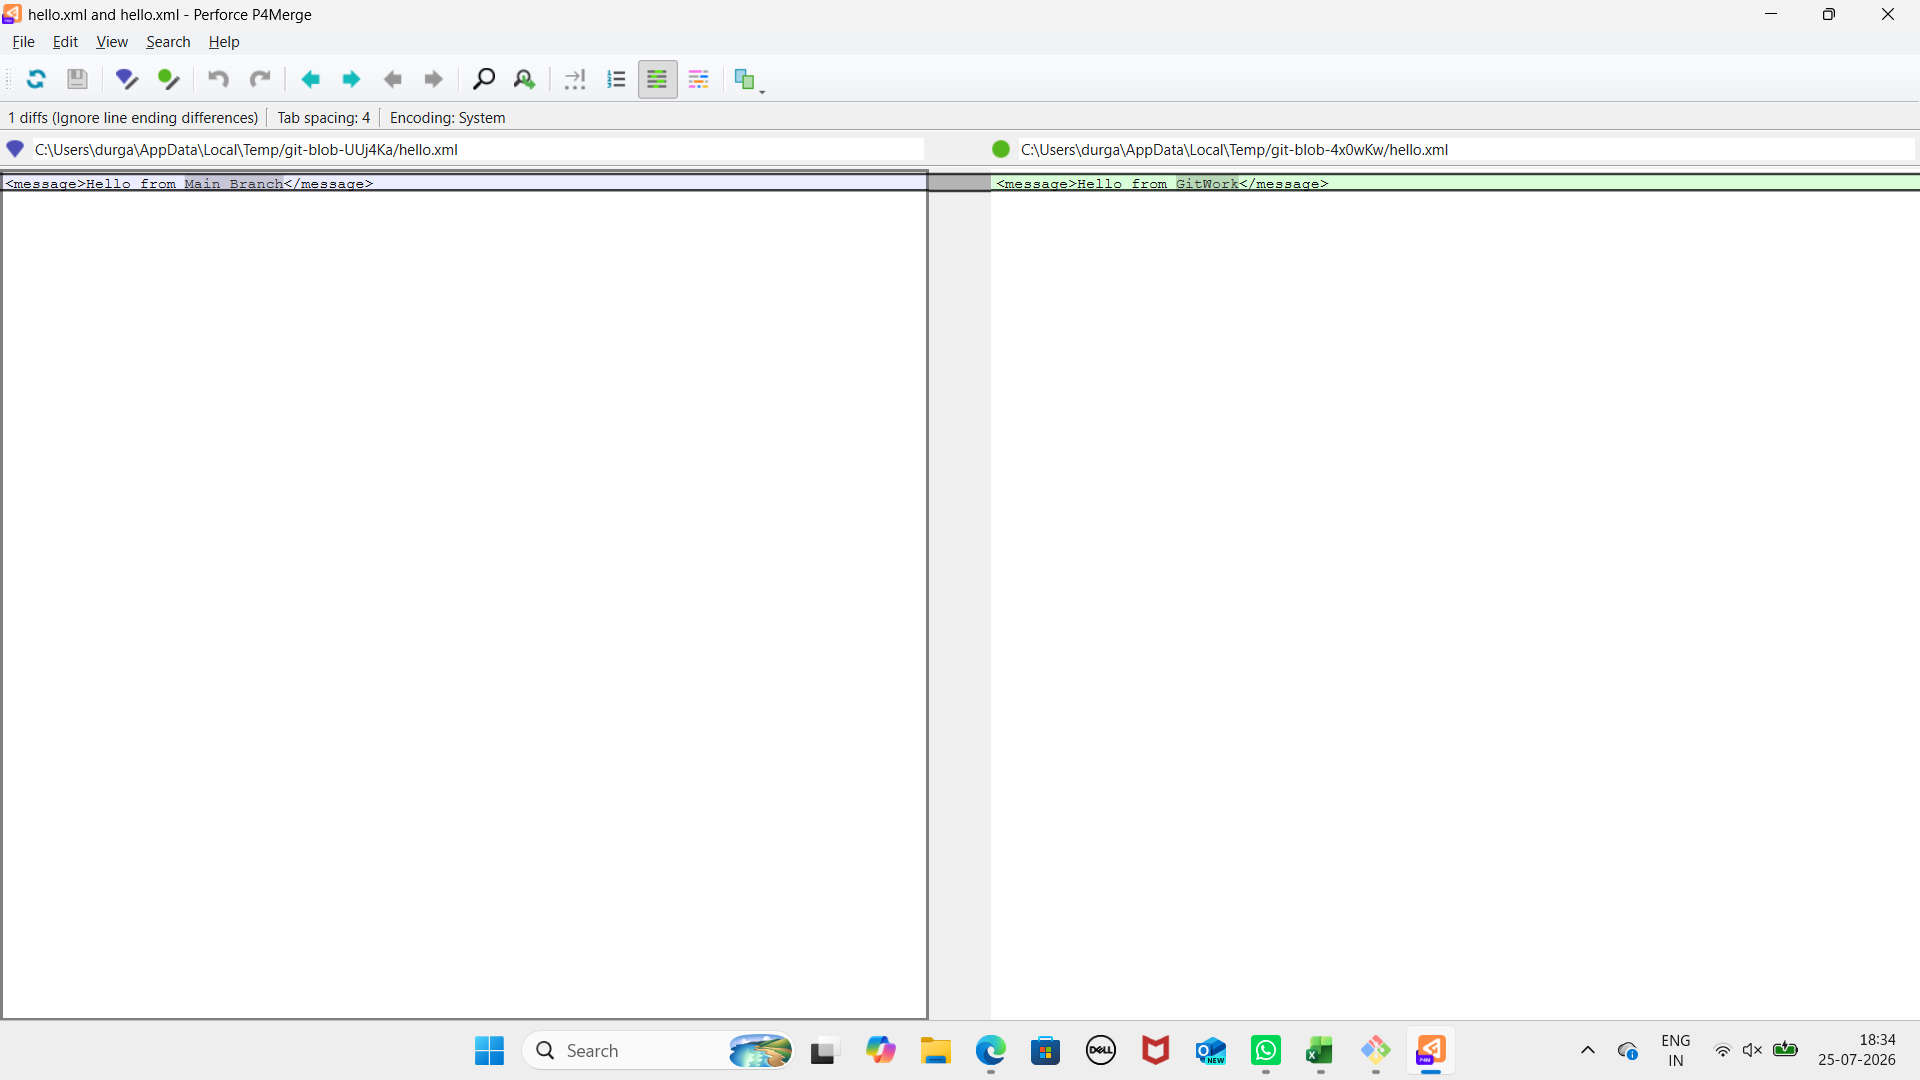 hello.xml and hello.xml - Perforce P4Merge
File Edit View Search Help
1 diffs (Ignore line ending differences) Tab spacing: 4 Encoding: System
C:\Users\durga\AppData\Local\Temp/git-blob-UUj4Ka/hello.xml
C:\Users\durga\AppData\Local\Temp/git-blob-4x0wKw/hello.xml
<message>Hello from Main Branch</message>
<message>Hello from GitWork</message>
Search
DELL
NEW
P4M
ENG
IN
18:34
25-07-2026